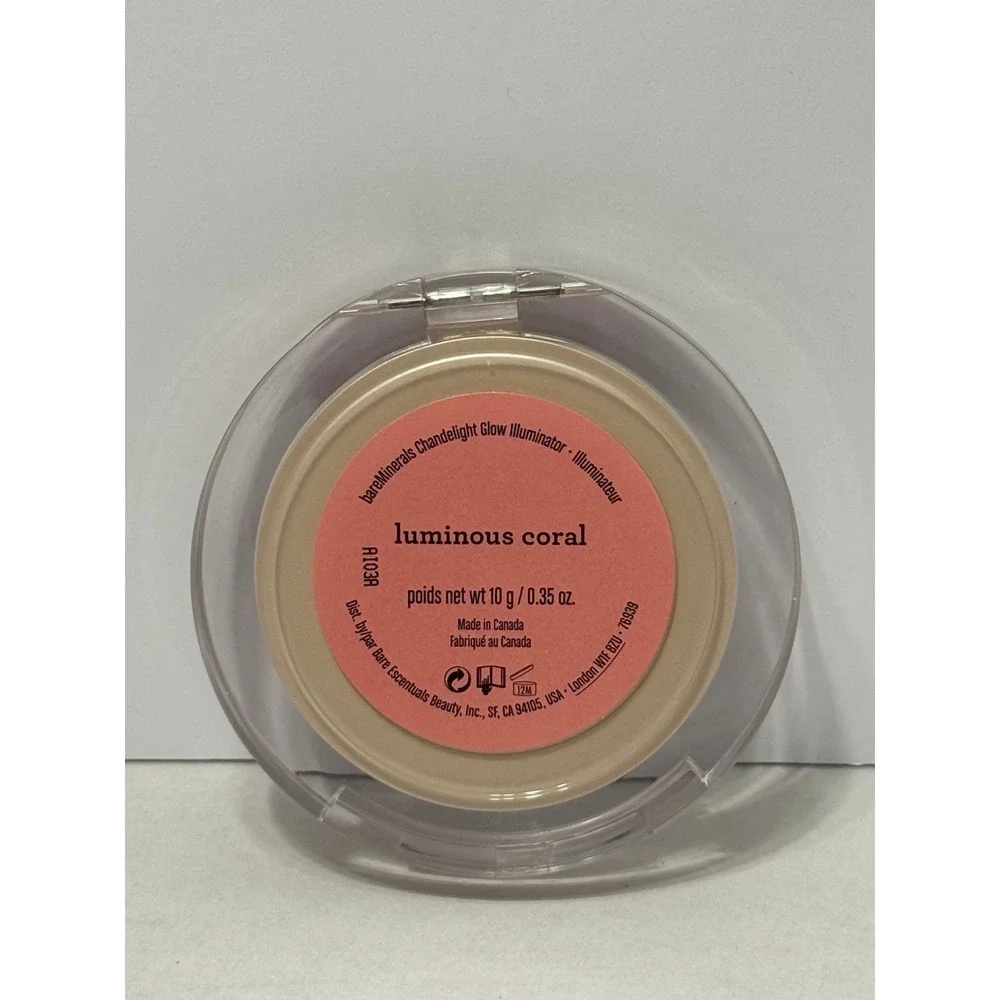 bareMinerals Chandelight Glow Illuminator · Illuminateur
luminous coral
AE01A
poids net wt 10 g / 0.35 oz.
Made in Canada
Fabriqué au Canada
12M
Dist. by/par Bare Escentuals Beauty, Inc., SF, CA 94105, USA · London W1F 8ZU · 76939